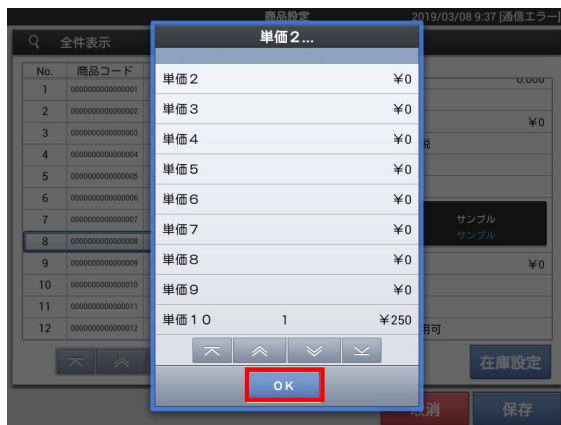 商品設定
2019/03/08 9:37 [通信エラー]
全件表示
単価2...
No. 商品コード
1 0000000000000001
2 0000000000000002
3 0000000000000003
4 0000000000000004
5 0000000000000005
6 0000000000000006
7 0000000000000007
8 0000000000000008
9 0000000000000009
10 0000000000000010
11 0000000000000011
12 0000000000000012
単価2 ¥0
単価3 ¥0
単価4 ¥0
単価5 ¥0
単価6 ¥0
単価7 ¥0
単価8 ¥0
単価9 ¥0
単価10 1 ¥250
OK
0.000
¥0
税
サンプル
サンプル
¥0
用可
在庫設定
取消
保存